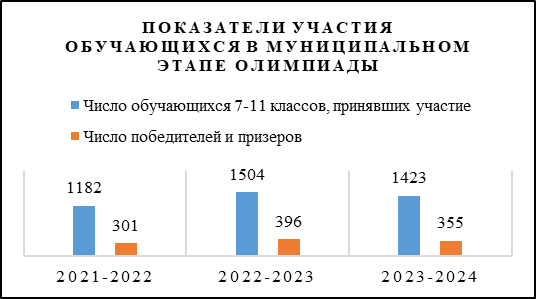 ПОКАЗАТЕЛИ УЧАСТИЯ
ОБУЧАЮЩИХСЯ В МУНИЦИПАЛЬНОМ
ЭТАПЕ ОЛИМПИАДЫ
Число обучающихся 7-11 классов, принявших участие
Число победителей и призеров
1182
301
1504
396
1423
355
2021-2022
2022-2023
2023-2024